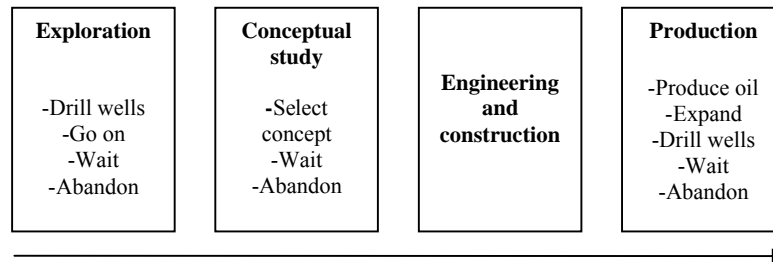 Exploration
-Drill wells
-Go on
-Wait
-Abandon
Conceptual
study
-Select
concept
-Wait
-Abandon
Engineering
and
construction
Production
-Produce oil
-Expand
-Drill wells
-Wait
-Abandon